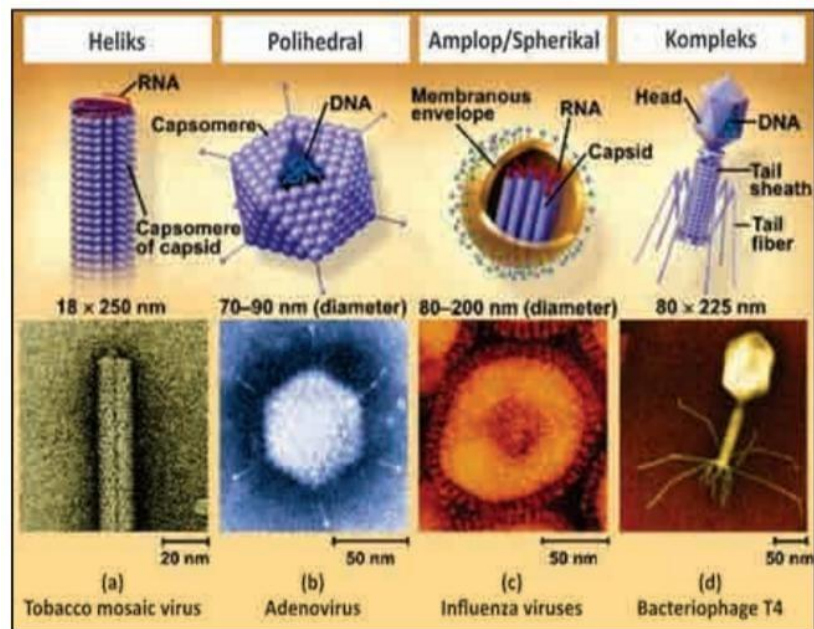 Heliks
Polihedral
Amplop/Spherikal
Kompleks
RNA
Capsomere
of capsid
18 × 250 nm
Capsomere
DNA
70–90 nm (diameter)
Membranous
envelope
RNA
Capsid
80–200 nm (diameter)
Head
DNA
Tail
sheath
Tail
fiber
80 × 225 nm
20 nm
50 nm
50 nm
50 nm
(a)
Tobacco mosaic virus
(b)
Adenovirus
(c)
Influenza viruses
(d)
Bacteriophage T4